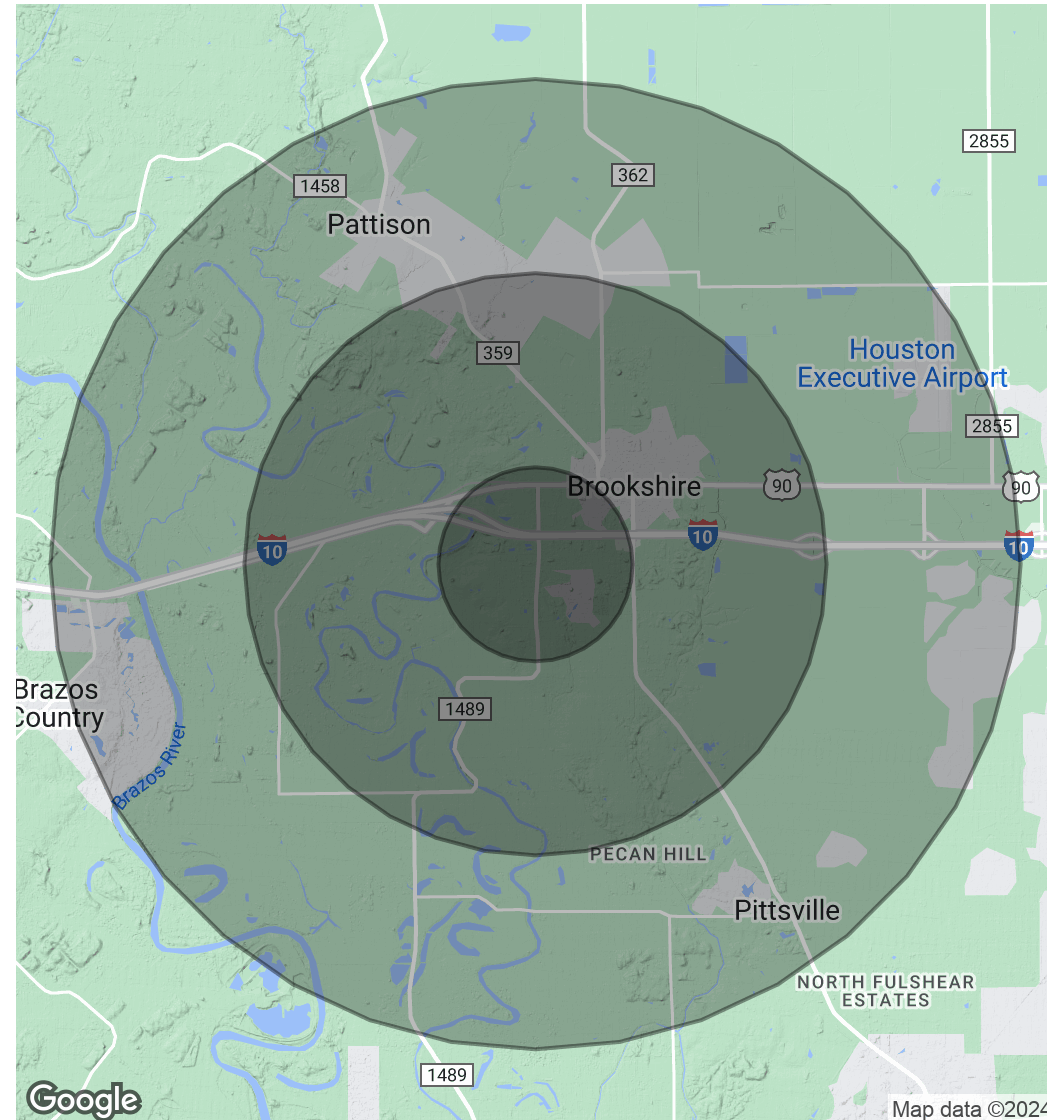 2855
362
1458
Pattison
359
Houston
Executive Airport
2855
Brookshire
90
90
10
10
10
Brazos
Country
1489
Brazos River
PECAN HILL
Pittsville
NORTH FULSHEAR
ESTATES
1489
Google
Map data ©2024